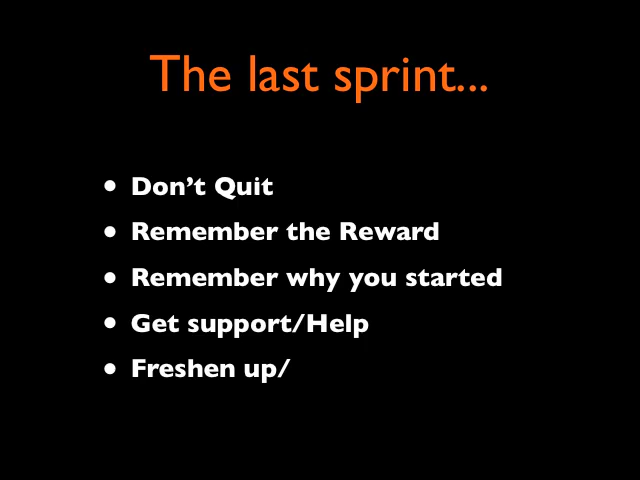 The last sprint...
• Don’t Quit
• Remember the Reward
• Remember why you started
• Get support/Help
• Freshen up/